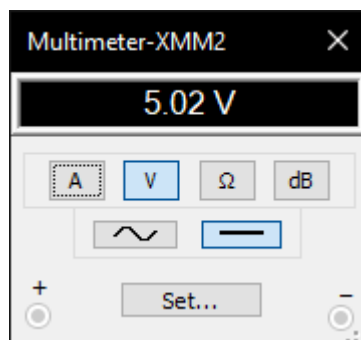 Multimeter-XMM2
5.02 V
A V Ω dB
+ Set... −